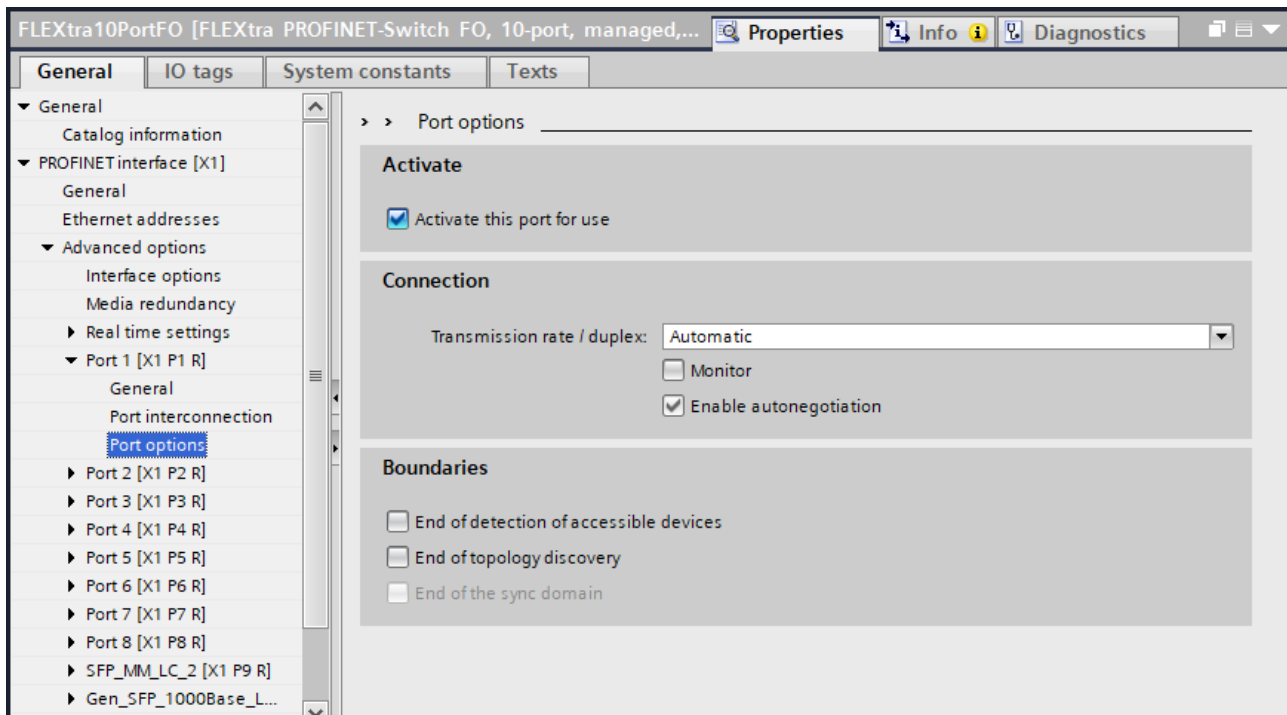 FLEXtra10PortFO [FLEXtra PROFINET-Switch FO, 10-port, managed,...
Properties
Info
Diagnostics
General
IO tags
System constants
Texts
General
Catalog information
PROFINET interface [X1]
General
Ethernet addresses
Advanced options
Interface options
Media redundancy
Real time settings
Port 1 [X1 P1 R]
General
Port interconnection
Port options
Port 2 [X1 P2 R]
Port 3 [X1 P3 R]
Port 4 [X1 P4 R]
Port 5 [X1 P5 R]
Port 6 [X1 P6 R]
Port 7 [X1 P7 R]
Port 8 [X1 P8 R]
SFP_MM_LC_2 [X1 P9 R]
Gen_SFP_1000Base_L...
> > Port options
Activate
Activate this port for use
Connection
Transmission rate / duplex: Automatic
Monitor
Enable autonegotiation
Boundaries
End of detection of accessible devices
End of topology discovery
End of the sync domain